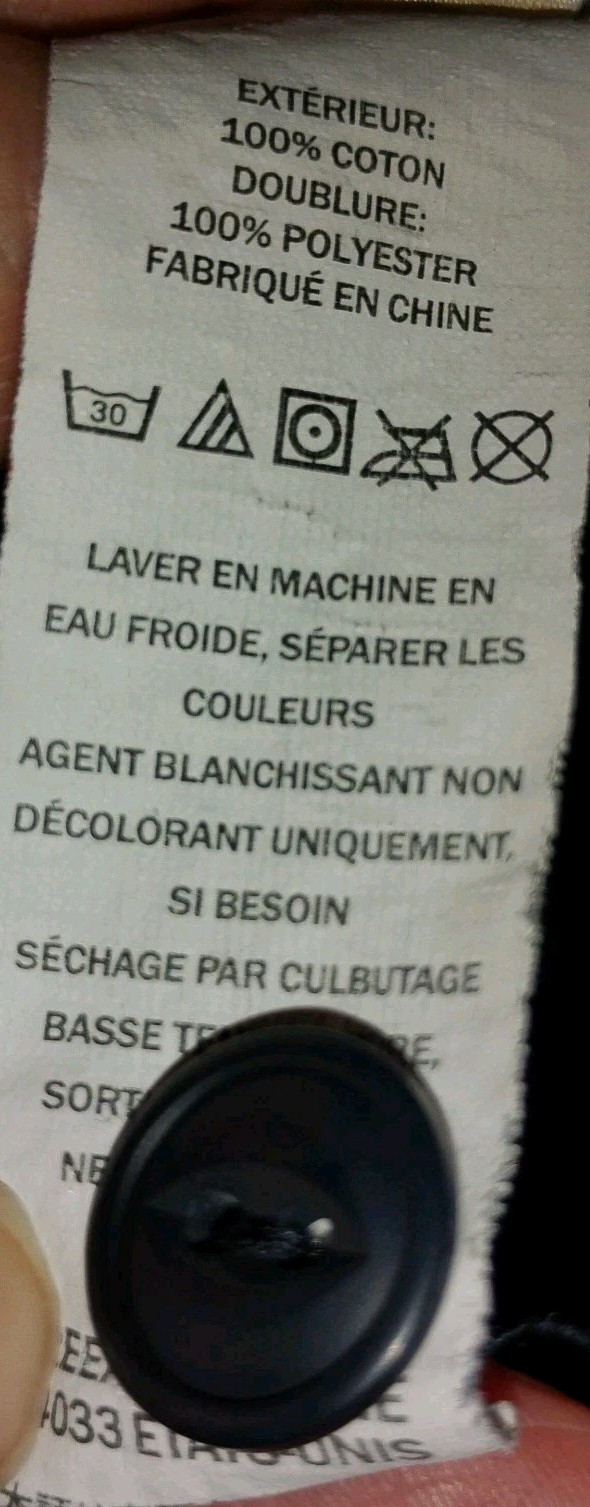 EXTÉRIEUR:
100% COTON
DOUBLURE:
100% POLYESTER
FABRIQUÉ EN CHINE
30
LAVER EN MACHINE EN
EAU FROIDE, SÉPARER LES
COULEURS
AGENT BLANCHISSANT NON
DÉCOLORANT UNIQUEMENT,
SI BESOIN
SÉCHAGE PAR CULBUTAGE
BASSE